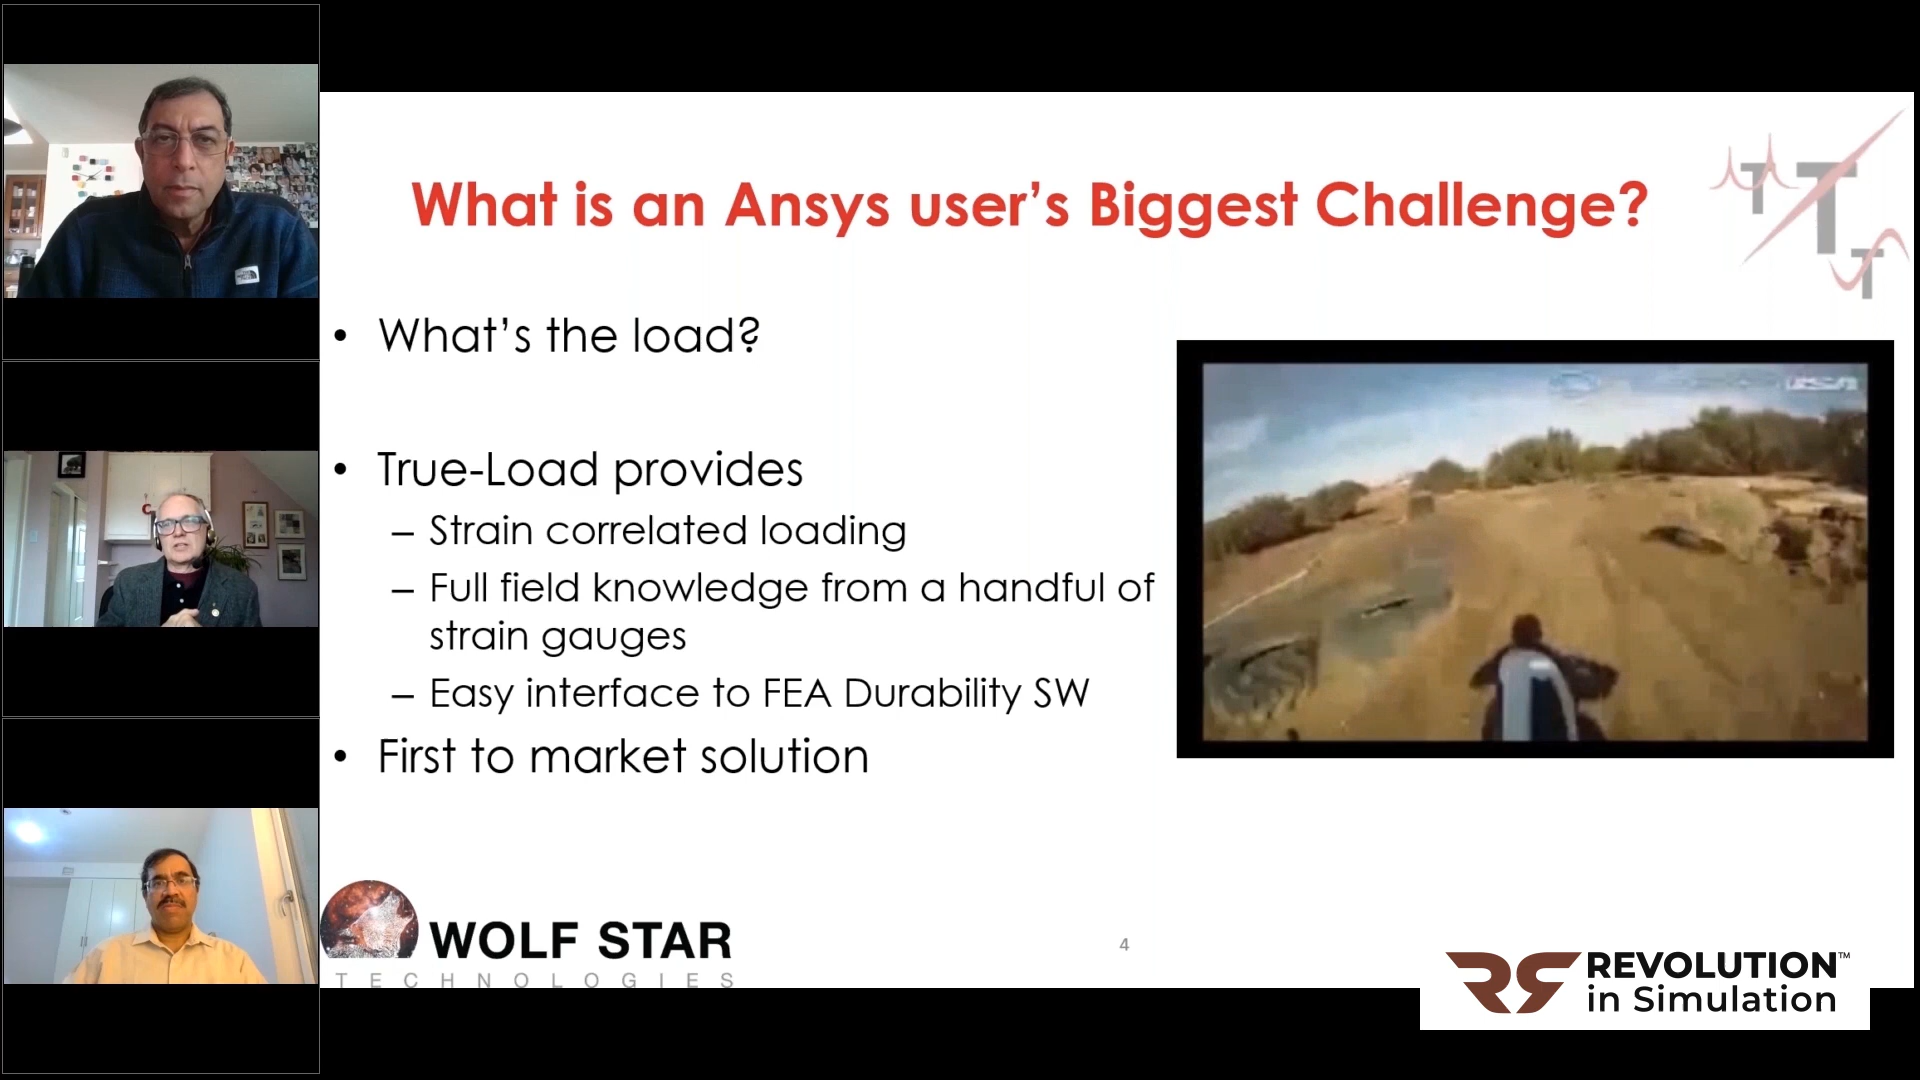 What is an Ansys user's Biggest Challenge?
T T T
• What's the load?
• True-Load provides
– Strain correlated loading
– Full field knowledge from a handful of
strain gauges
– Easy interface to FEA Durability SW
• First to market solution
WOLF STAR
TECHNOLOGIES
4
REVOLUTION™
in Simulation